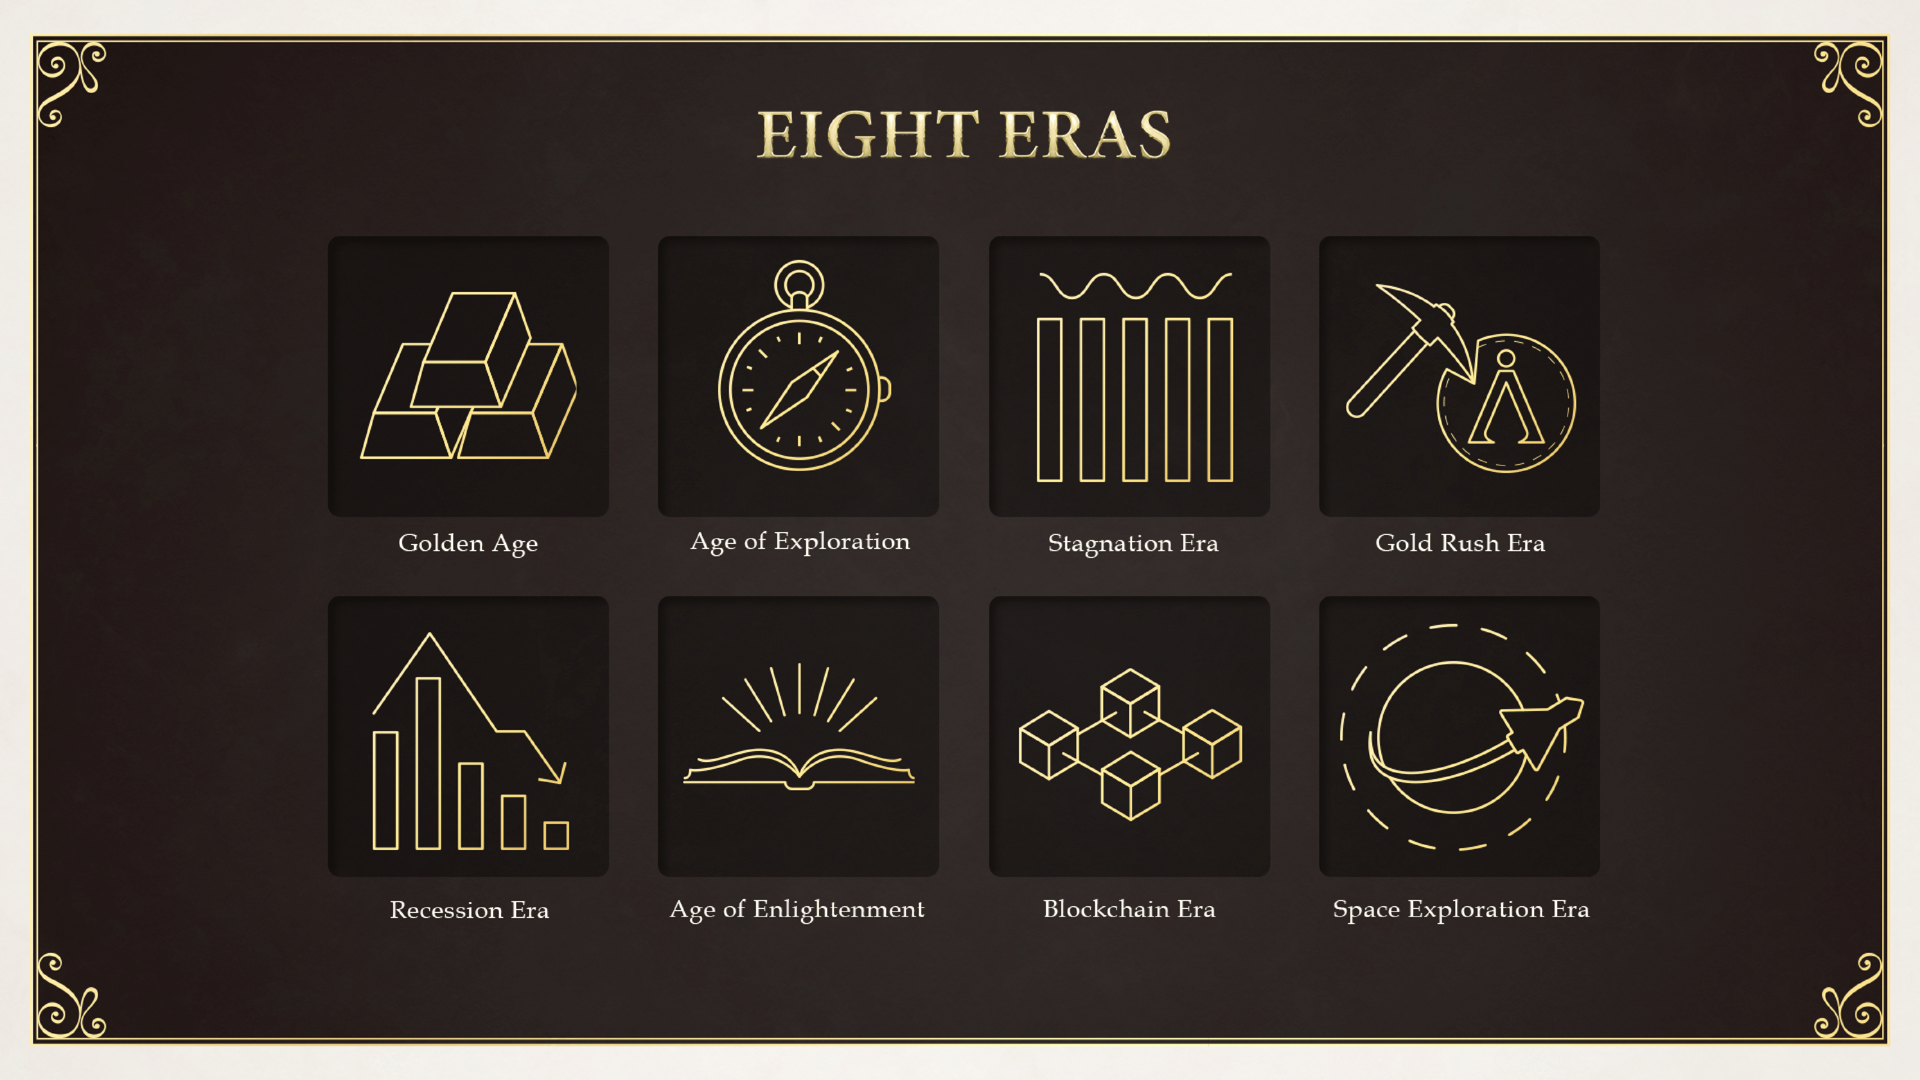 EIGHT ERAS
Golden Age
Age of Exploration
Stagnation Era
Gold Rush Era
Recession Era
Age of Enlightenment
Blockchain Era
Space Exploration Era